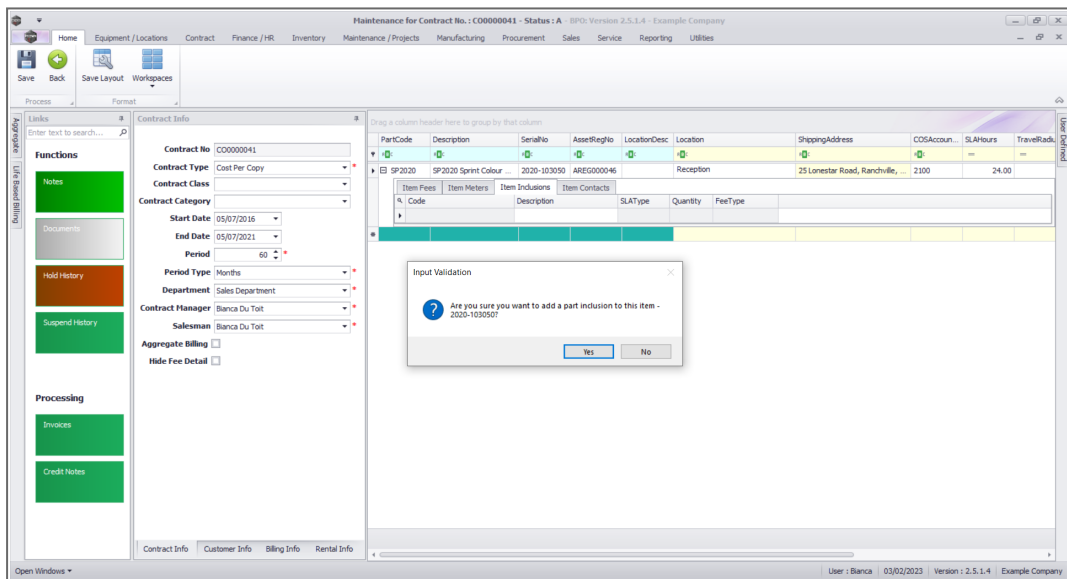 Maintenance for Contract No. : CO0000041 - Status : A - BPO: Version 2.5.1.4 - Example Company
Home Equipment / Locations Contract Finance / HR Inventory Maintenance / Projects Manufacturing Procurement Sales Service Reporting Utilities
Save Back Save Layout Workspaces
Process Format
Aggregate
Life Based Billing
Links
Enter text to search...
Functions
Notes
Documents
Hold History
Suspend History
Processing
Invoices
Credit Notes
Contract Info
Contract No CO0000041
Contract Type Cost Per Copy *
Contract Class
Contract Category
Start Date 05/07/2016
End Date 05/07/2021
Period 60 *
Period Type Months *
Department Sales Department *
Contract Manager Bianca Du Toit *
Salesman Bianca Du Toit *
Aggregate Billing
Hide Fee Detail
Contract Info Customer Info Billing Info Rental Info
Drag a column header here to group by that column
PartCode Description SerialNo AssetRegNo LocationDesc Location ShippingAddress COSAccoun... SLAHours TravelRadiu
SP2020 SP2020 Sprint Colour ... 2020-103050 AREG000046 Reception 25 Lonestar Road, Ranchville, ... 2100 24.00
Item Fees Item Meters Item Inclusions Item Contacts
Code Description SLAType Quantity FeeType
User Defined
Input Validation
Are you sure you want to add a part inclusion to this item -
2020-103050?
Yes No
Open Windows
User : Bianca 03/02/2023 Version : 2.5.1.4 Example Company